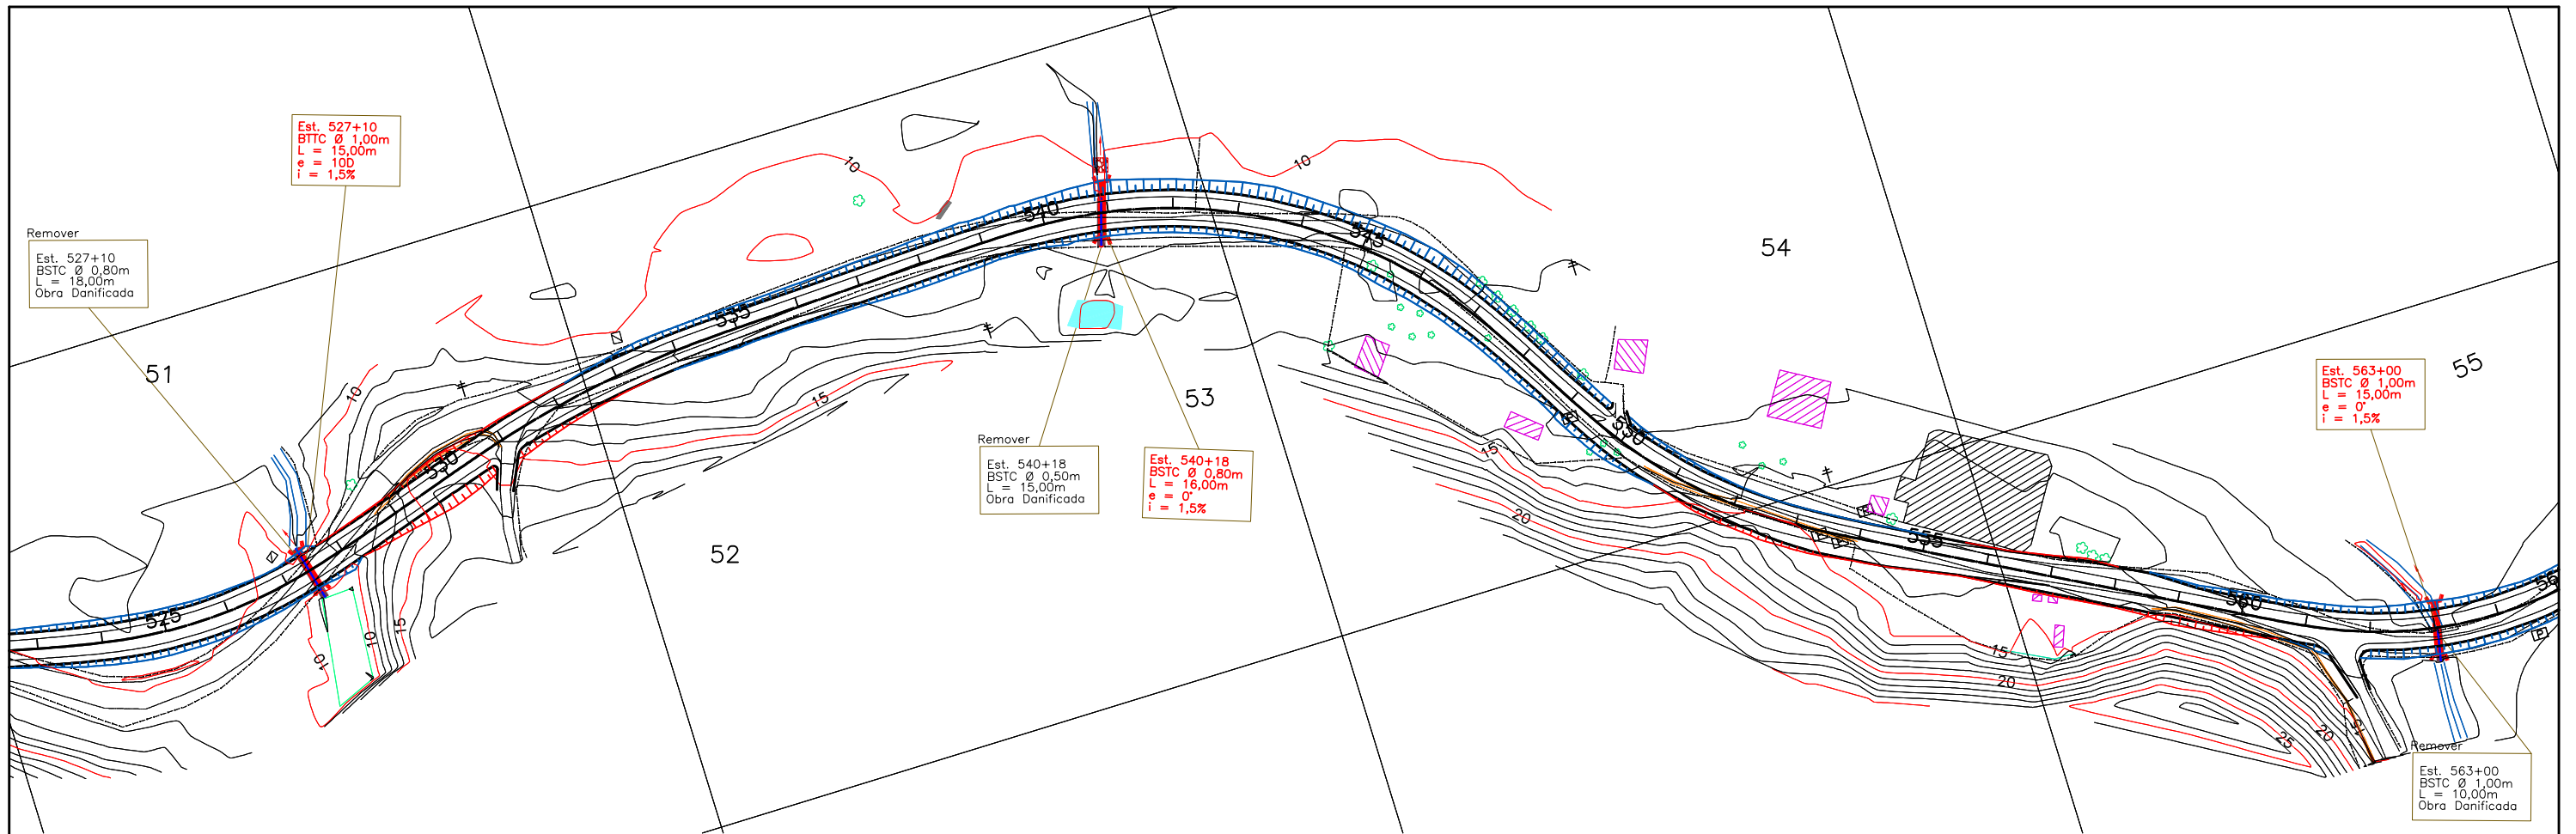 Est. 527+10
BTTC Ø 1,00m
L = 15,00m
e = 10D
i = 1,5%
Remover
Est. 527+10
BSTC Ø 0,80m
L = 18,00m
Obra Danificada
10
10
540
545
54
535
51
10
15
53
Est. 563+00
BSTC Ø 1,00m
L = 15,00m
e = 0°
i = 1,5%
55
Remover
Est. 540+18
BSTC Ø 0,50m
L = 15,00m
Obra Danificada
Est. 540+18
BSTC Ø 0,80m
L = 16,00m
e = 0°
i = 1,5%
530
550
15
20
52
555
P
P
P
P
525
10
15
10
560
56
P
15
20
15
20
25
Remover
Est. 563+00
BSTC Ø 1,00m
L = 10,00m
Obra Danificada